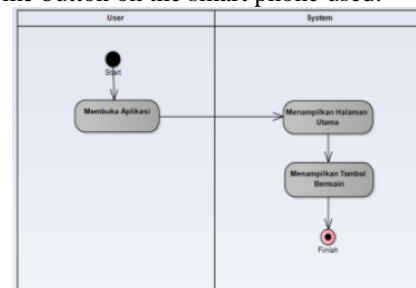 the button on the smart phone used.
User
System
Start
Membuka Aplikasi
Menampilkan Halaman
Utama
Menampilkan Tombol
Bermain
Finish